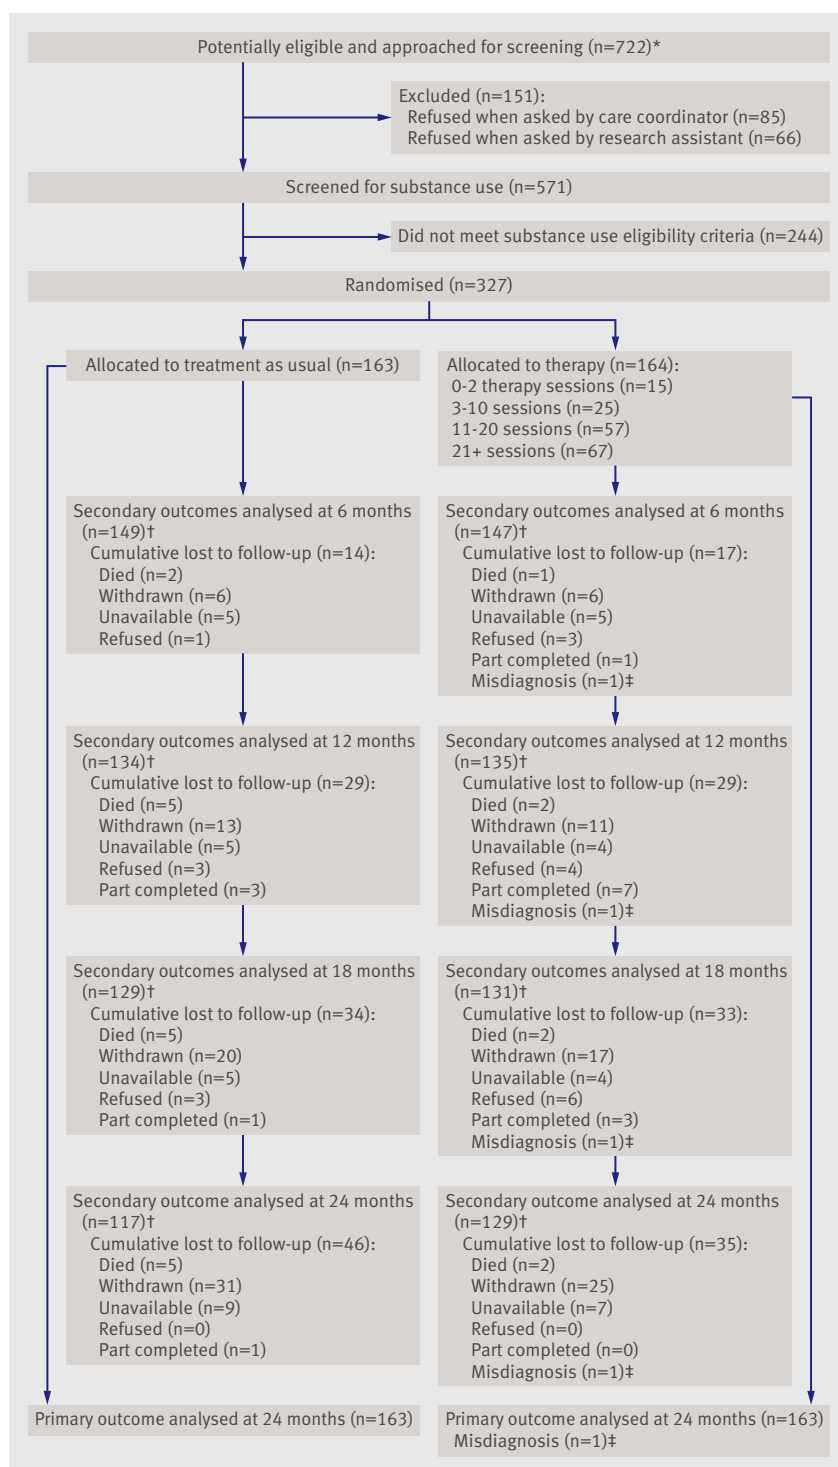 Potentially eligible and approached for screening (n=722)*
Excluded (n=151):
Refused when asked by care coordinator (n=85)
Refused when asked by research assistant (n=66)
Screened for substance use (n=571)
Did not meet substance use eligibility criteria (n=244)
Randomised (n=327)
Allocated to treatment as usual (n=163)
Allocated to therapy (n=164):
0-2 therapy sessions (n=15)
3-10 sessions (n=25)
11-20 sessions (n=57)
21+ sessions (n=67)
Secondary outcomes analysed at 6 months
(n=149)†
Cumulative lost to follow-up (n=14):
Died (n=2)
Withdrawn (n=6)
Unavailable (n=5)
Refused (n=1)
Secondary outcomes analysed at 6 months
(n=147)†
Cumulative lost to follow-up (n=17):
Died (n=1)
Withdrawn (n=6)
Unavailable (n=5)
Refused (n=3)
Part completed (n=1)
Misdiagnosis (n=1)‡
Secondary outcomes analysed at 12 months
(n=134)†
Cumulative lost to follow-up (n=29):
Died (n=5)
Withdrawn (n=13)
Unavailable (n=5)
Refused (n=3)
Part completed (n=3)
Secondary outcomes analysed at 12 months
(n=135)†
Cumulative lost to follow-up (n=29):
Died (n=2)
Withdrawn (n=11)
Unavailable (n=4)
Refused (n=4)
Part completed (n=7)
Misdiagnosis (n=1)‡
Secondary outcomes analysed at 18 months
(n=129)†
Cumulative lost to follow-up (n=34):
Died (n=5)
Withdrawn (n=20)
Unavailable (n=5)
Refused (n=3)
Part completed (n=1)
Secondary outcomes analysed at 18 months
(n=131)†
Cumulative lost to follow-up (n=33):
Died (n=2)
Withdrawn (n=17)
Unavailable (n=4)
Refused (n=6)
Part completed (n=3)
Misdiagnosis (n=1)‡
Secondary outcome analysed at 24 months
(n=117)†
Cumulative lost to follow-up (n=46):
Died (n=5)
Withdrawn (n=31)
Unavailable (n=9)
Refused (n=0)
Part completed (n=1)
Secondary outcome analysed at 24 months
(n=129)†
Cumulative lost to follow-up (n=35):
Died (n=2)
Withdrawn (n=25)
Unavailable (n=7)
Refused (n=0)
Part completed (n=0)
Misdiagnosis (n=1)‡
Primary outcome analysed at 24 months (n=163)
Primary outcome analysed at 24 months (n=163)
Misdiagnosis (n=1)‡